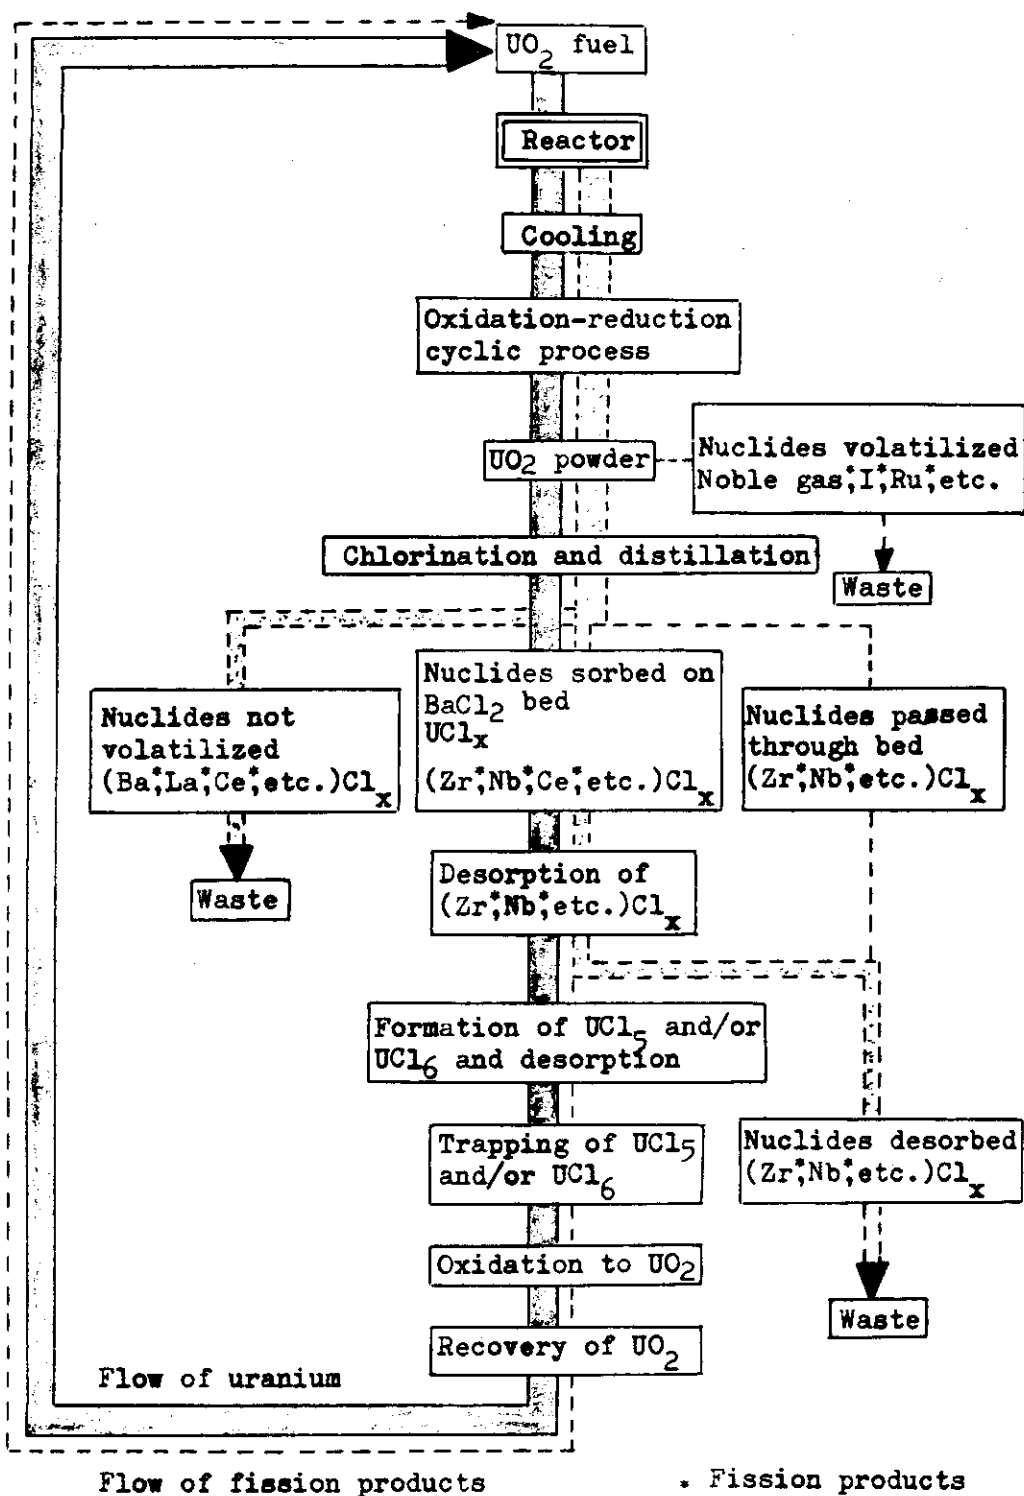 UO2 fuel
Reactor
Cooling
Oxidation-reduction
cyclic process
UO2 powder
Nuclides volatilized
Noble gas*,I*,Ru*,etc.
Chlorination and distillation
Waste
Nuclides not
volatilized
(Ba*,La*,Ce*,etc.)Clx
Waste
Nuclides sorbed on
BaCl2 bed
UClx
(Zr*,Nb*,Ce*,etc.)Clx
Nuclides passed
through bed
(Zr*,Nb*,etc.)Clx
Desorption of
(Zr*,Nb*,etc.)Clx
Formation of UCl5 and/or
UCl6 and desorption
Trapping of UCl5
and/or UCl6
Nuclides desorbed
(Zr*,Nb*,etc.)Clx
Oxidation to UO2
Waste
Recovery of UO2
Flow of uranium
Flow of fission products
* Fission products